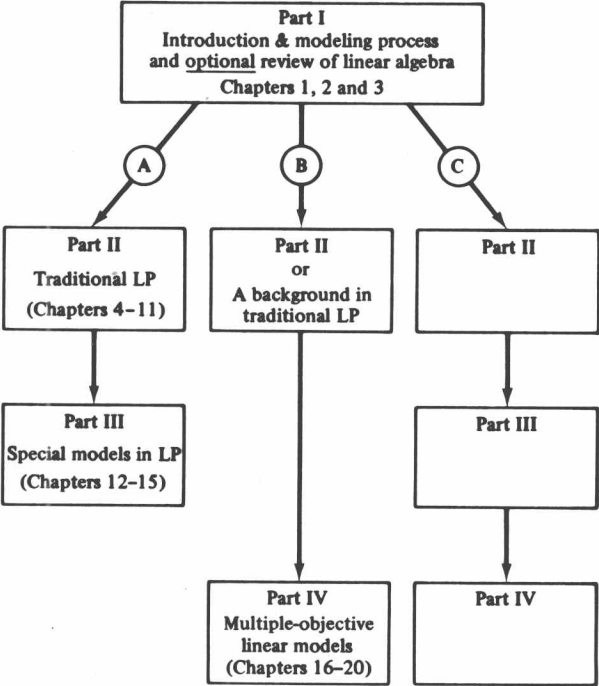 Part I
Introduction & modeling process
and optional review of linear algebra
Chapters 1, 2 and 3
A
B
C
Part II
Traditional LP
(Chapters 4–11)
Part II
or
A background in
traditional LP
Part II
Part III
Special models in LP
(Chapters 12–15)
Part III
Part IV
Multiple-objective
linear models
(Chapters 16–20)
Part IV